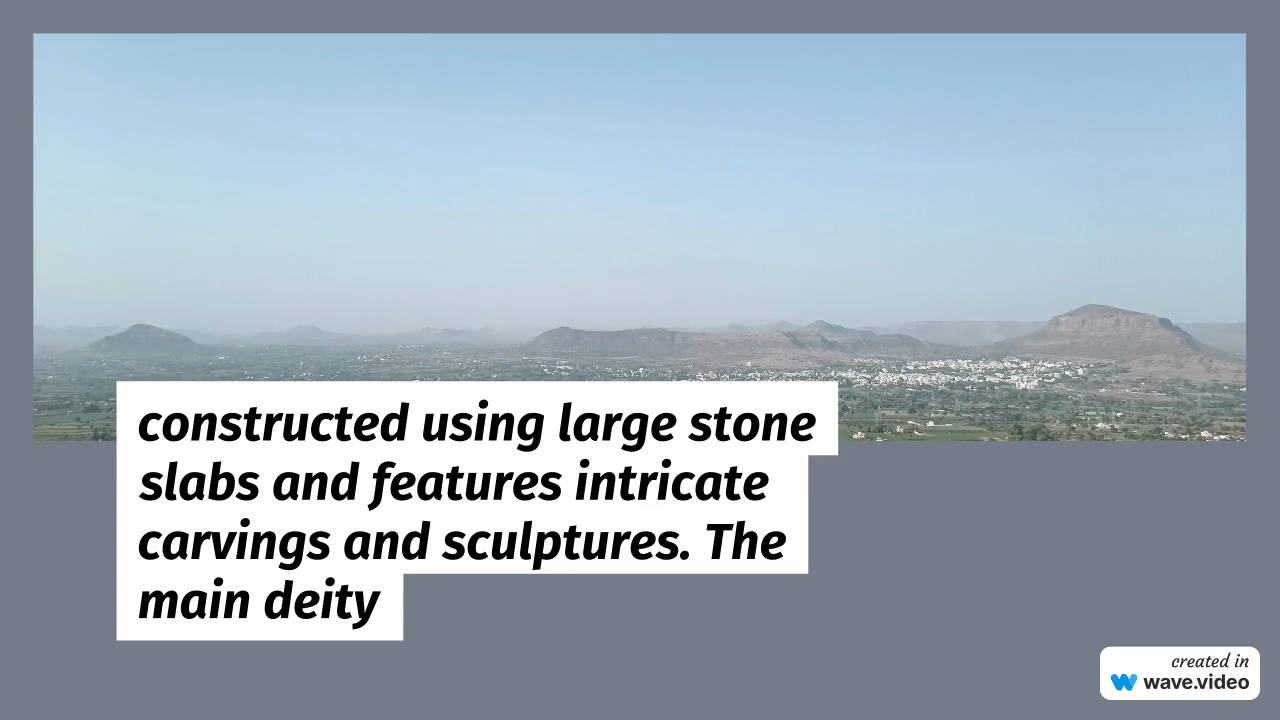 constructed using large stone
slabs and features intricate
carvings and sculptures. The
main deity
created in
wave.video